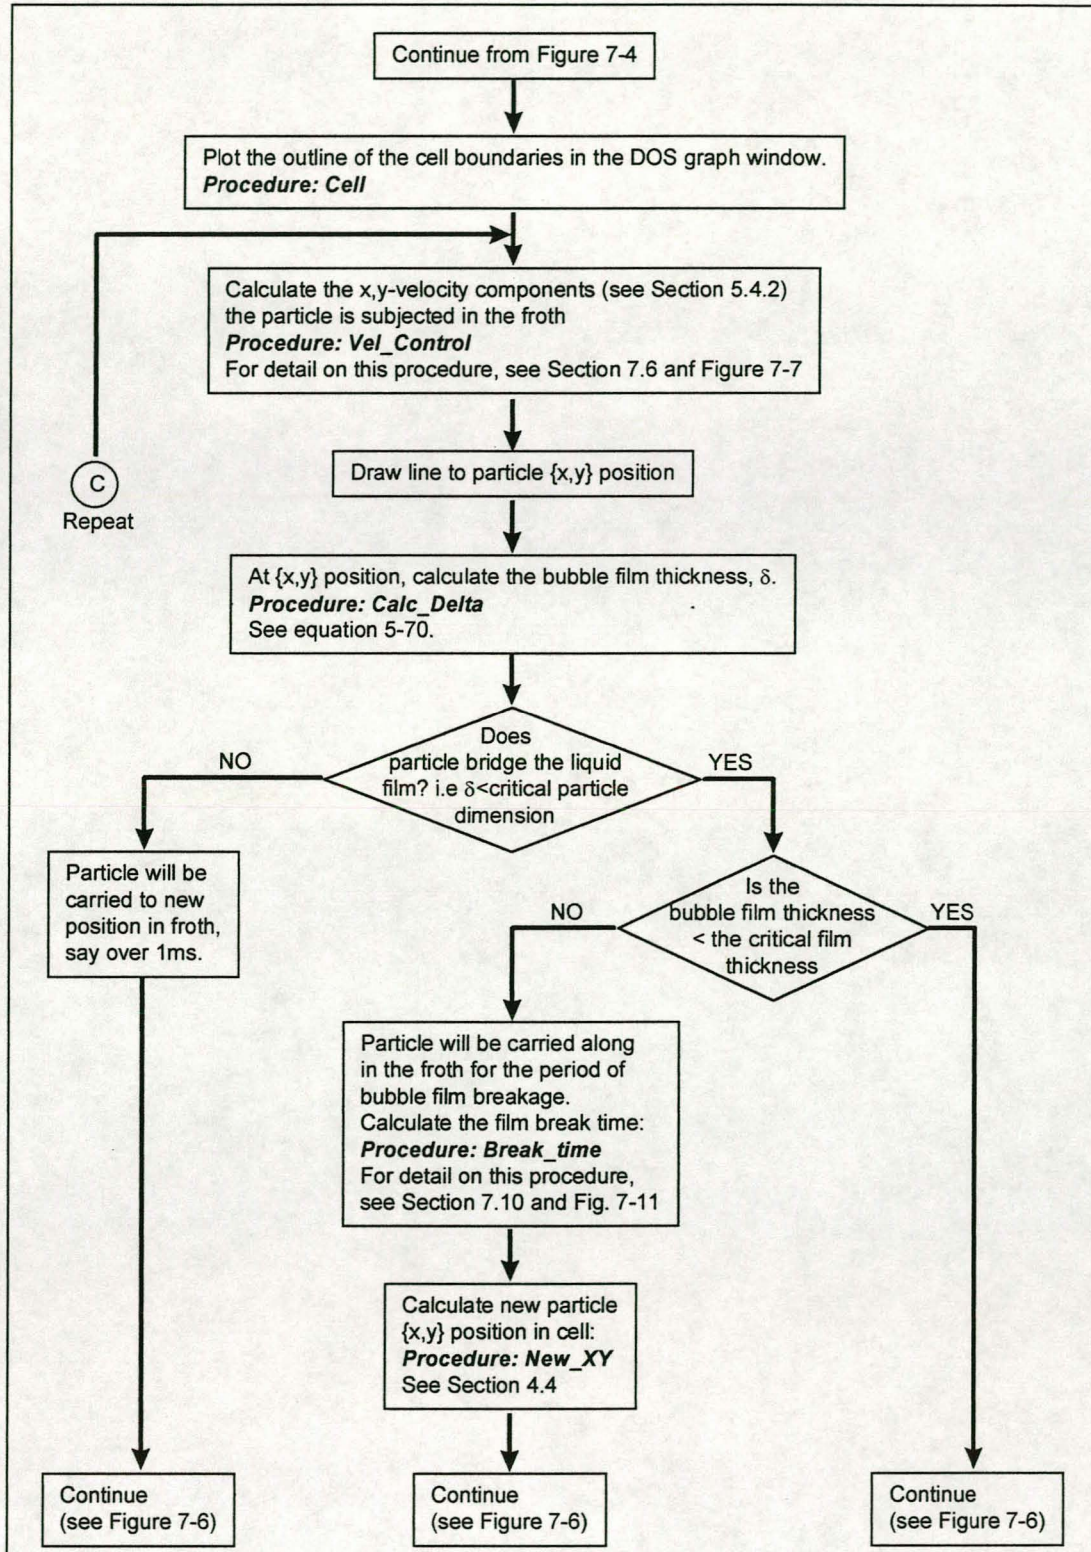 Continue from Figure 7-4
Plot the outline of the cell boundaries in the DOS graph window.
Procedure: Cell
Calculate the x,y-velocity components (see Section 5.4.2)
the particle is subjected in the froth
Procedure: Vel_Control
For detail on this procedure, see Section 7.6 anf Figure 7-7
C
Repeat
Draw line to particle {x,y} position
At {x,y} position, calculate the bubble film thickness, δ.
Procedure: Calc_Delta
See equation 5-70.
Does
particle bridge the liquid
film? i.e δ<critical particle
dimension
NO
YES
Particle will be
carried to new
position in froth,
say over 1ms.
Is the
bubble film thickness
< the critical film
thickness
NO
YES
Particle will be carried along
in the froth for the period of
bubble film breakage.
Calculate the film break time:
Procedure: Break_time
For detail on this procedure,
see Section 7.10 and Fig. 7-11
Calculate new particle
{x,y} position in cell:
Procedure: New_XY
See Section 4.4
Continue
(see Figure 7-6)
Continue
(see Figure 7-6)
Continue
(see Figure 7-6)